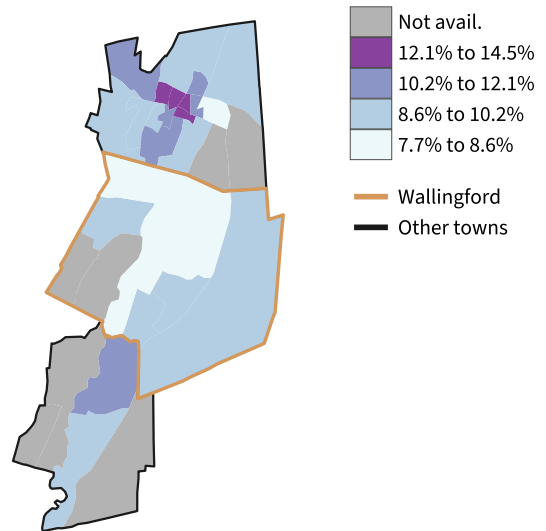 Not avail.
12.1% to 14.5%
10.2% to 12.1%
8.6% to 10.2%
7.7% to 8.6%
Wallingford
Other towns